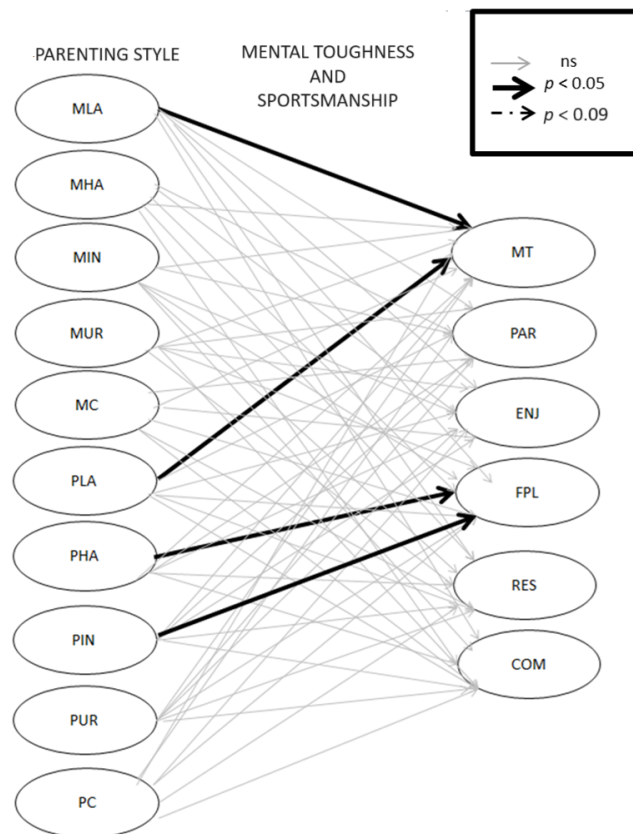 PARENTING STYLE
MENTAL TOUGHNESS
AND
SPORTSMANSHIP
ns
p < 0.05
p < 0.09
MLA
MHA
MIN
MUR
MC
PLA
PHA
PIN
PUR
PC
MT
PAR
ENJ
FPL
RES
COM